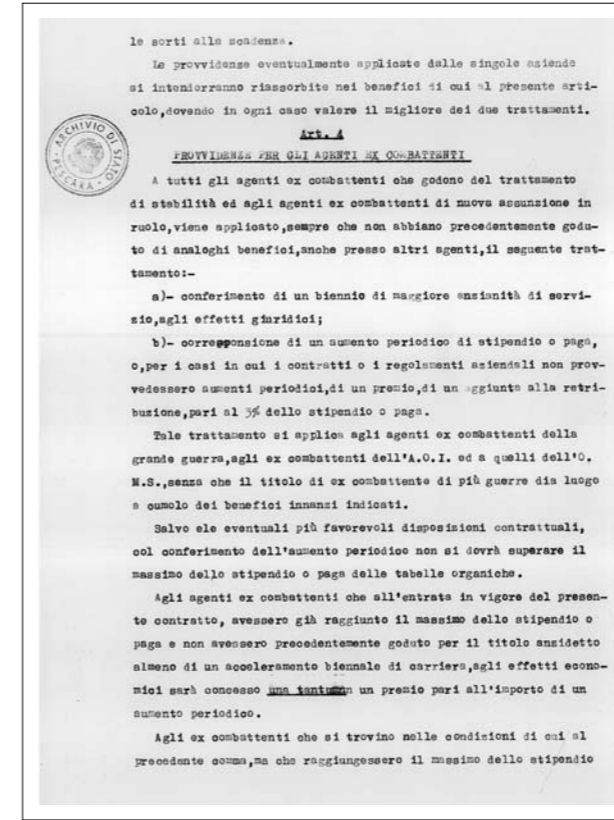 le sorti alla scadenza.
Le provvidenze eventualmente applicate dalle singole aziende
si intenderranno riassorbite nei benefici di cui al presente arti-
colo,dovendo in ogni caso valere il migliore dei due trattamenti.
ARCHIVIO DI STATO
PESCARA
Art. 4
PROVVIDENZE PER GLI AGENTI EX COMBATTENTI
A tutti gli agenti ex combattenti che godono del trattamento
di stabilità ed agli agenti ex combattenti di nuova assunzione in
ruolo,viene applicato,sempre che non abbiano precedentemente godu-
to di analoghi benefici,anche presso altri agenti,il seguente trat-
tamento:-
a)- conferimento di un biennio di maggiore anzianità di servi-
zio,agli effetti giuridici;
b)- corresponsione di un aumento periodico di stipendio o paga,
o,per i casi in cui i contratti o i regolamenti aziendali non prov-
vedessero aumenti periodici,di un premio,di un aggiunta alla retri-
buzione,pari al 3% dello stipendio o paga.
Tale trattamento si applica agli agenti ex combattenti della
grande guerra,agli ex combattenti dell'A.O.I. ed a quelli dell'O.
M.S.,senza che il titolo di ex combattente di più guerre dia luogo
a cumolo dei benefici innanzi indicati.
Salvo ele eventuali più favorevoli disposizioni contrattuali,
col conferimento dell'aumento periodico non si dovrà superare il
massimo dello stipendio o paga delle tabelle organiche.
Agli agenti ex combattenti che all'entrata in vigore del presen-
te contratto, avessero già raggiunto il massimo dello stipendio o
paga e non avessero precedentemente goduto per il titolo anzidetto
almeno di un acceleramento biennale di carriera,agli effetti econo-
mici sarà concesso una tantum un premio pari all'importo di un
aumento periodico.
Agli ex combattenti che si trovino nelle condizioni di cui al
precedente comma,ma che raggiungessero il massimo dello stipendio